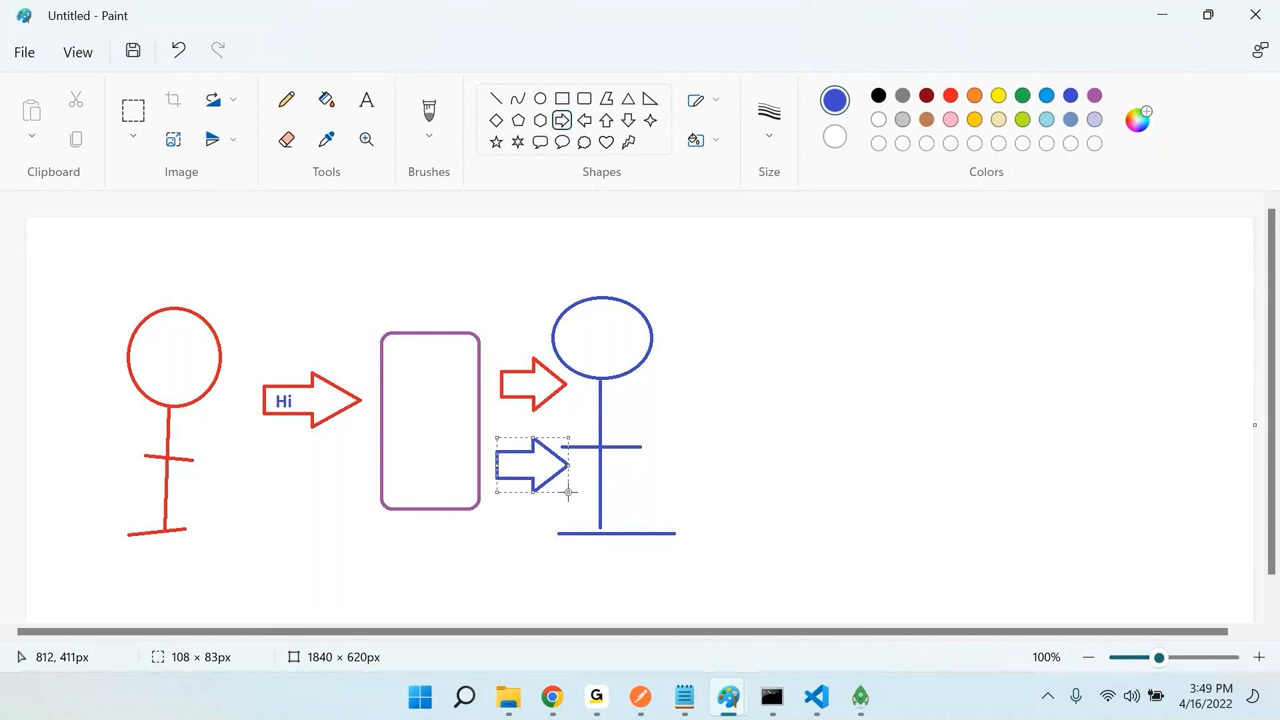 Untitled - Paint
File
View
Clipboard
Image
Tools
Brushes
Shapes
Size
Colors
A
Hi
812, 411px
108 × 83px
1840 × 620px
100%
G
3:49 PM
4/16/2022